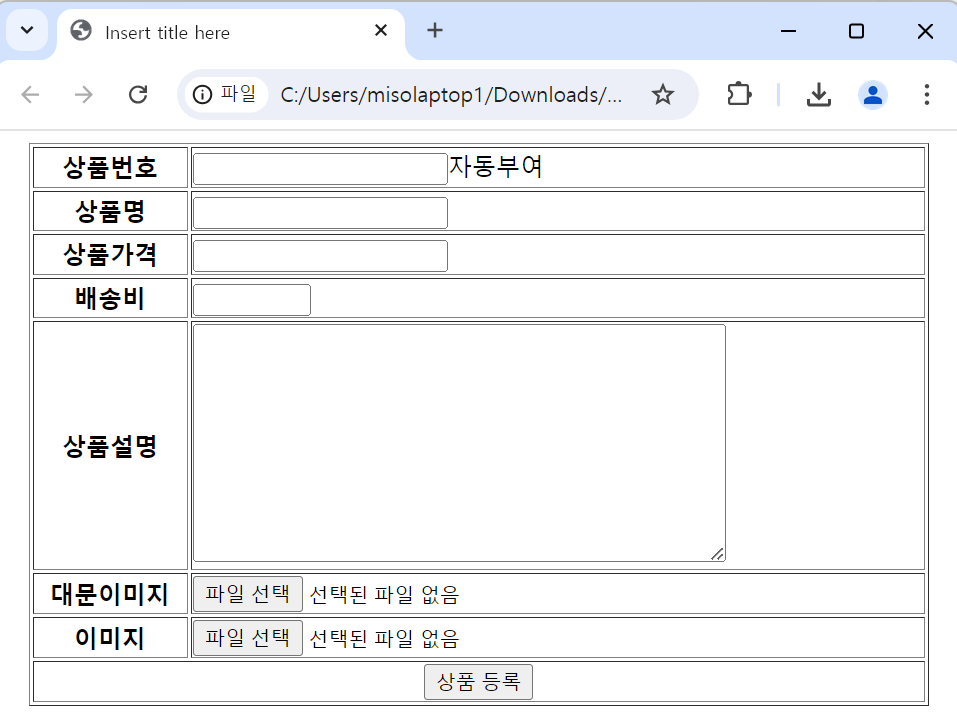 Insert title here
파일 C:/Users/misolaptop1/Downloads/...
상품번호 자동부여
상품명
상품가격
배송비
상품설명
대문이미지 파일 선택 선택된 파일 없음
이미지 파일 선택 선택된 파일 없음
상품 등록